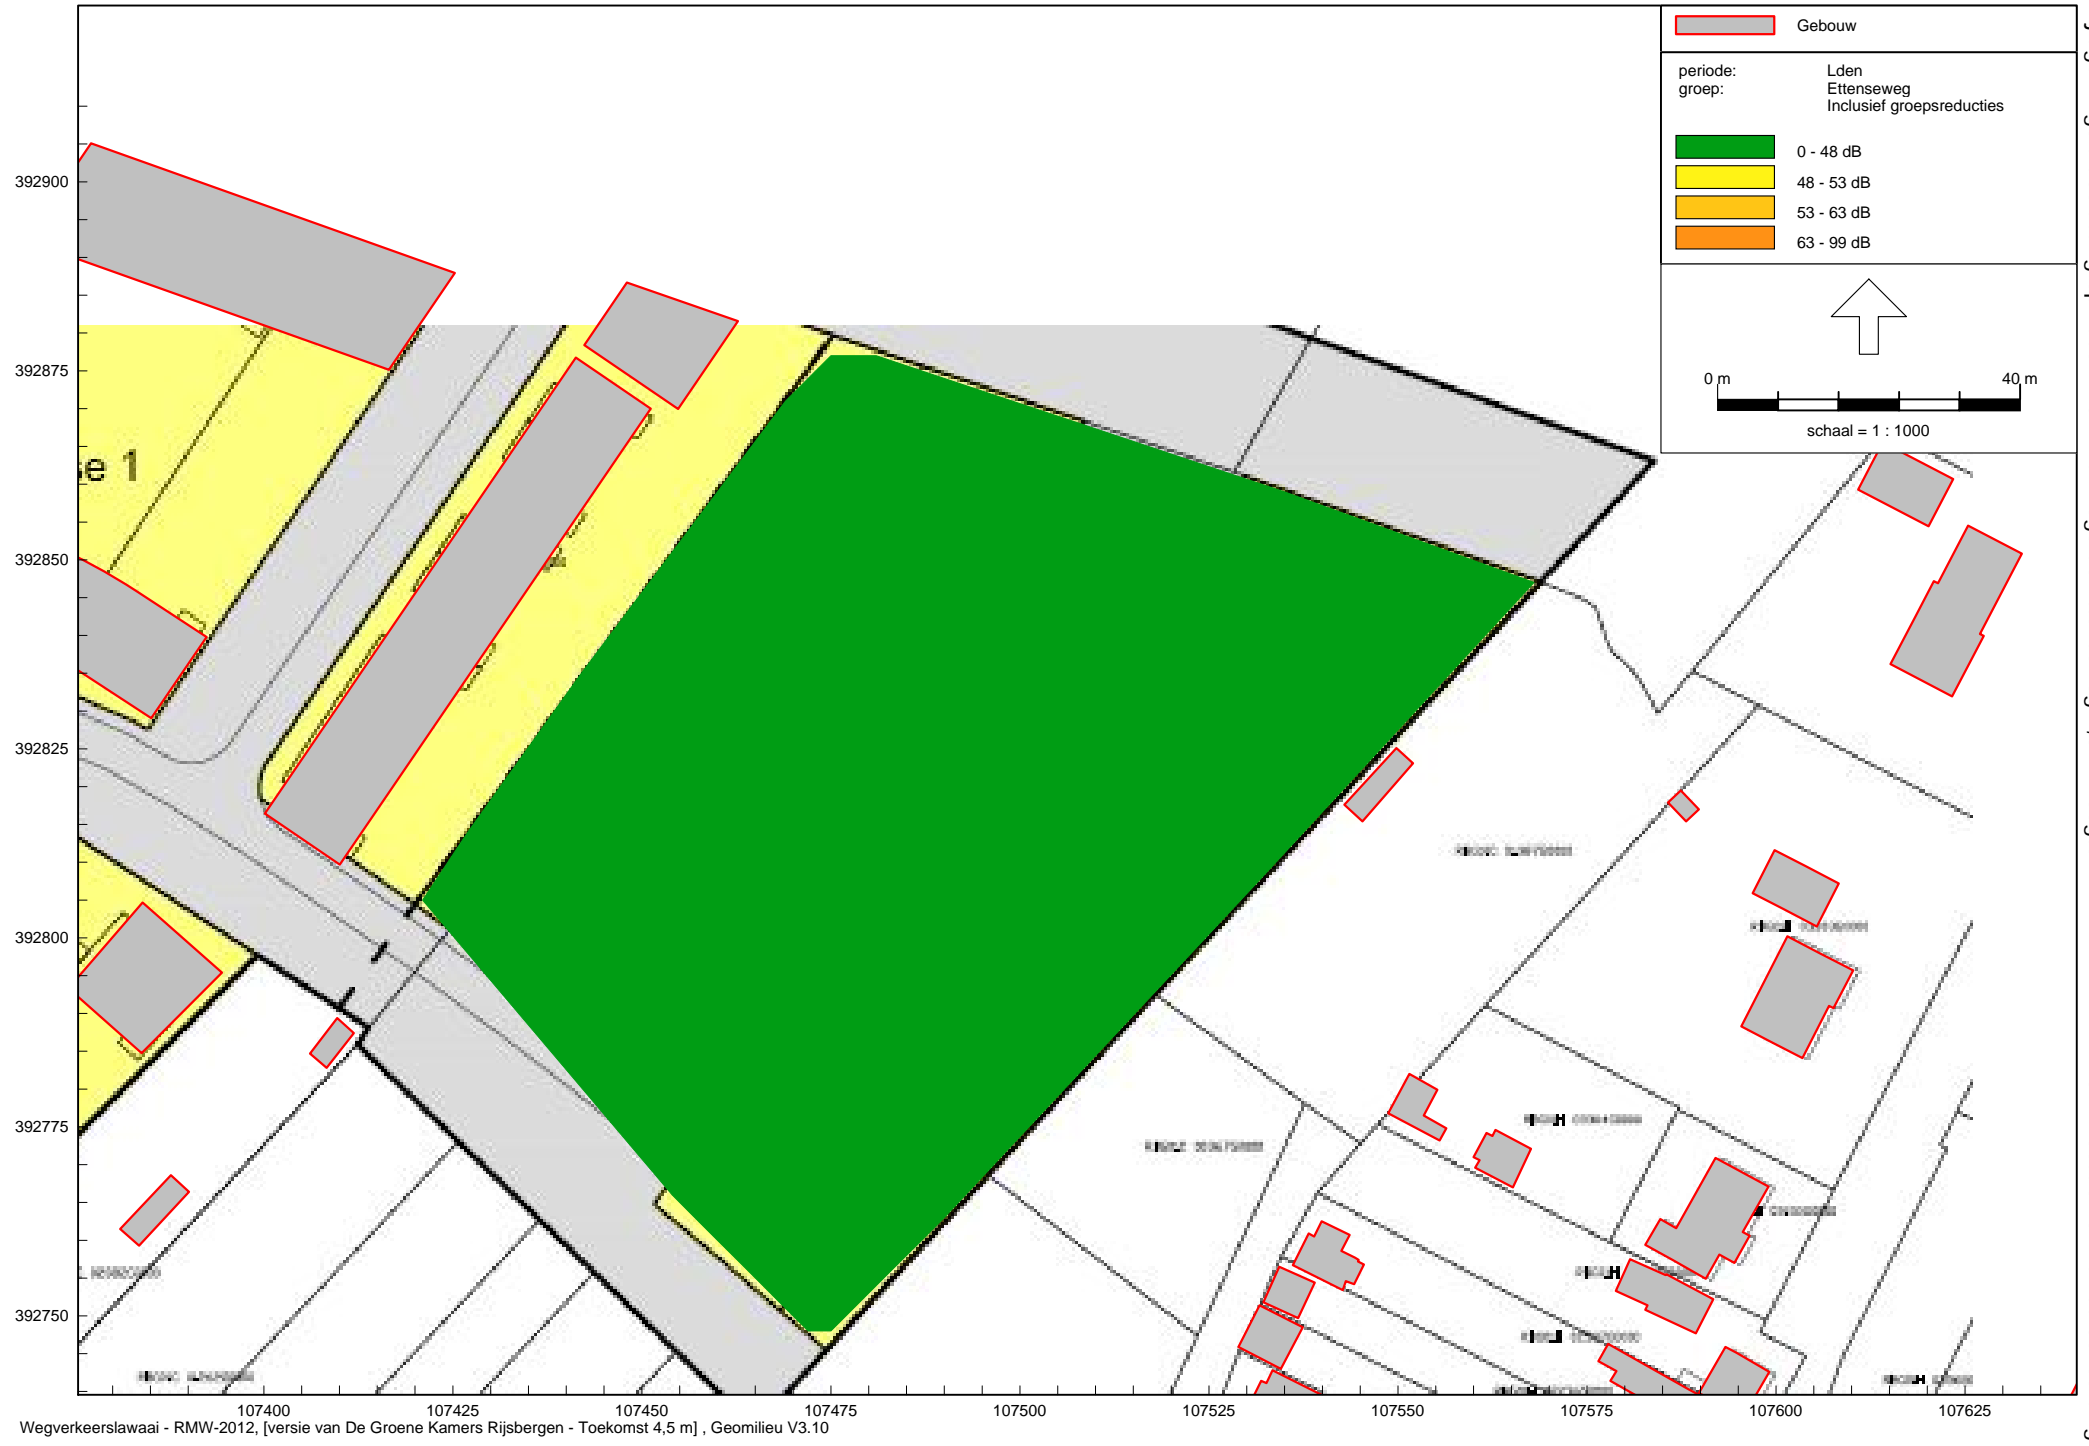 Gebouw
periode: Lden
groep: Ettenseweg
Inclusief groepsreducties
0 - 48 dB
48 - 53 dB
53 - 63 dB
63 - 99 dB
0 m 40 m
schaal = 1 : 1000
392900
392875
e 1
392850
392825
392800
392775
392750
107400 107425 107450 107475 107500 107525 107550 107575 107600 107625
Wegverkeerslawaai - RMW-2012, [versie van De Groene Kamers Rijsbergen - Toekomst 4,5 m] , Geomilieu V3.10